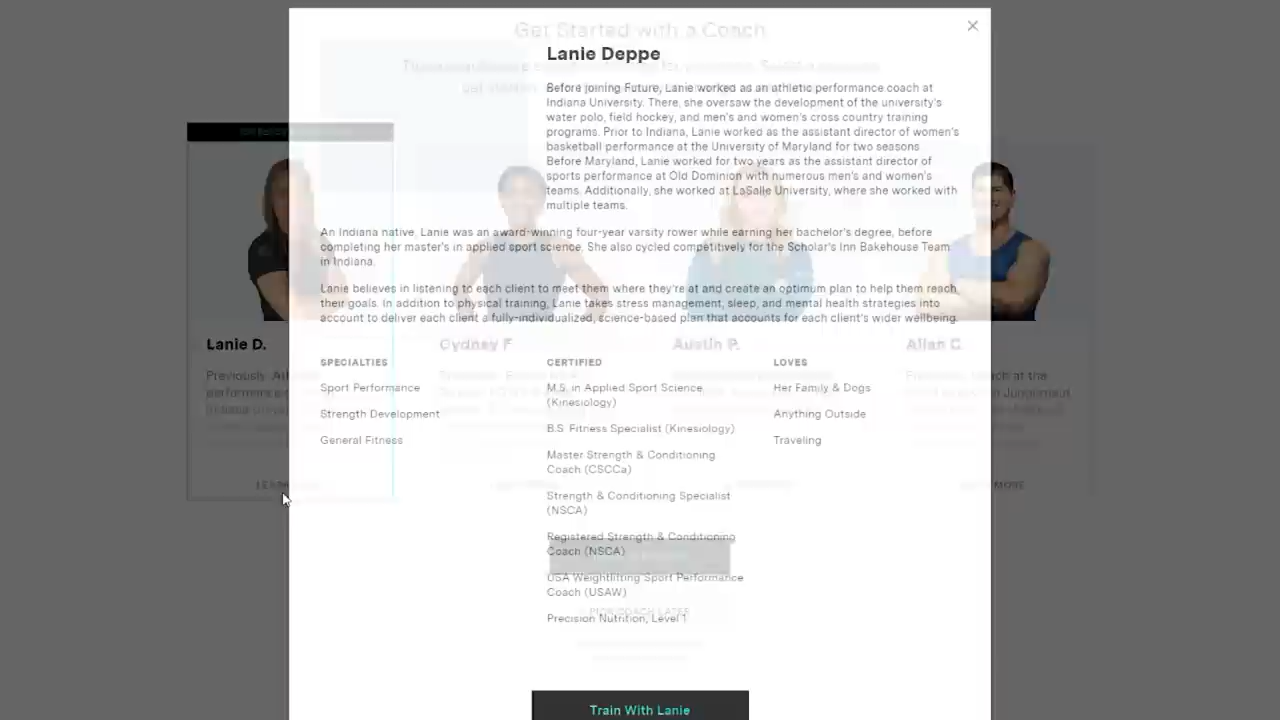 Get Started with a Coach
Lanie Deppe
Before joining Future, Lanie worked as an athletic performance coach at
Indiana University. There, she oversaw the development of the university's
water polo, field hockey, and men's and women's cross country training
programs. Prior to Indiana, Lanie worked as the assistant director of women's
basketball performance at the University of Maryland for two seasons
Before Maryland, Lanie worked for two years as the assistant director of
sports performance at Old Dominion with numerous men's and women's
teams. Additionally, she worked at LaSalle University, where she worked with
multiple teams.
An Indiana native, Lanie was an award-winning four-year varsity rower while earning her bachelor's degree, before
completing her master's in applied sport science. She also cycled competitively for the Scholar's Inn Bakehouse Team
in Indiana.
Lanie believes in listening to each client to meet them where they're at and create an optimum plan to help them reach
their goals. In addition to physical training, Lanie takes stress management, sleep, and mental health strategies into
account to deliver each client a fully-individualized, science-based plan that accounts for each client's wider wellbeing.
Lanie D.
Sydney F
Austin P.
Allan C.
SPECIALTIES
Sport Performance
Strength Development
General Fitness
CERTIFIED
M.S. in Applied Sport Science
(Kinesiology)
B.S. Fitness Specialist (Kinesiology)
Master Strength & Conditioning
Coach (CSCCa)
Strength & Conditioning Specialist
(NSCA)
Registered Strength & Conditioning
Coach (NSCA)
USA Weightlifting Sport Performance
Coach (USAW)
Precision Nutrition, Level 1
LOVES
Her Family & Dogs
Anything Outside
Traveling
PICK COACH LATER
Train With Lanie